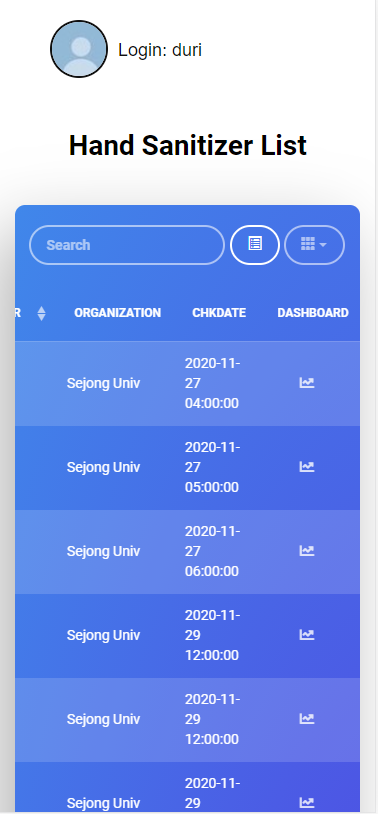 Login: duri
Hand Sanitizer List
Search
R ORGANIZATION CHKDATE DASHBOARD
Sejong Univ
2020-11-
27
04:00:00
Sejong Univ
2020-11-
27
05:00:00
Sejong Univ
2020-11-
27
06:00:00
Sejong Univ
2020-11-
29
12:00:00
Sejong Univ
2020-11-
29
12:00:00
Sejong Univ
2020-11-
29